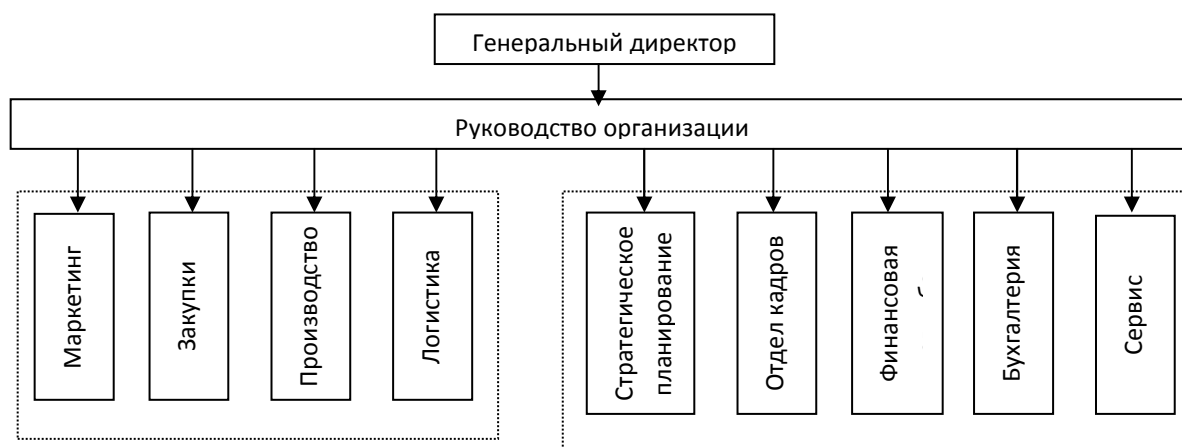 Генеральный директор
Руководство организации
Маркетинг
Закупки
Производство
Логистика
Стратегическое
планирование
Отдел кадров
Финансовая
Бухгалтерия
Сервис